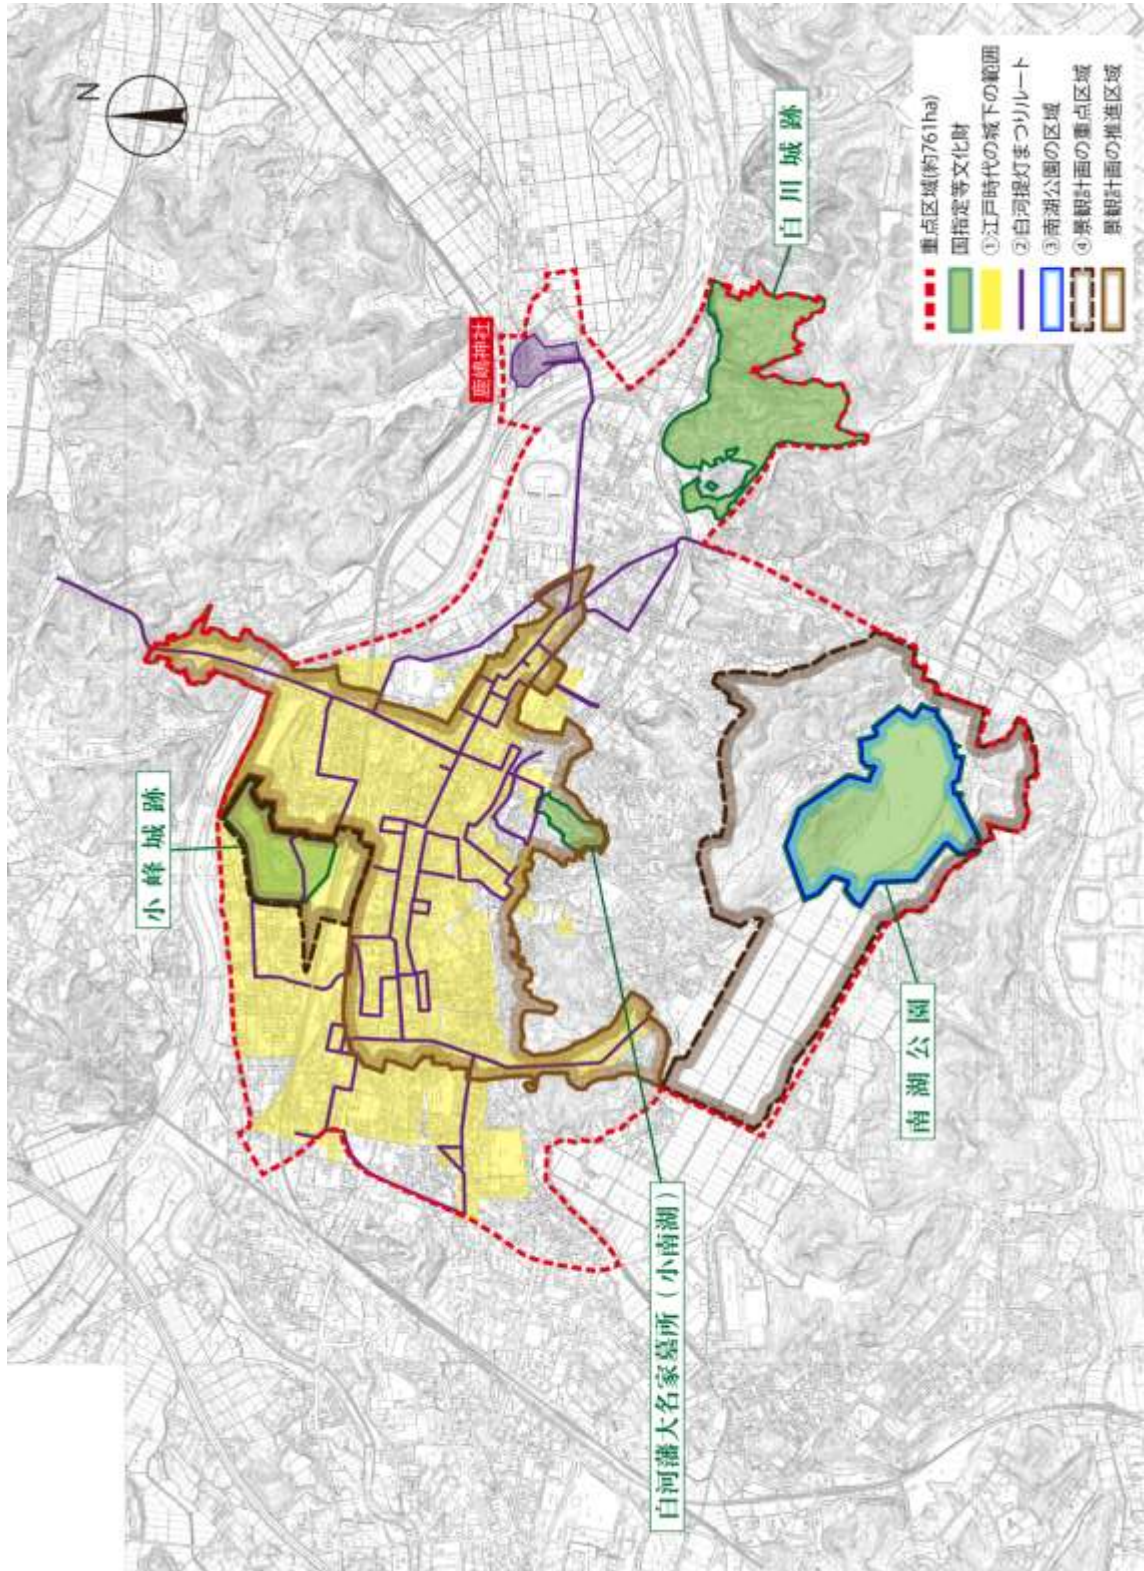 N
重点区域(約761ha)
国指定等文化財
①江戸時代の城下の範囲
②白河提灯まつりルート
③南湖公園の区域
④景観計画の重点区域
景観計画の推進区域
白川城跡
鹿嶋神社
小峰城跡
南湖公園
白河藩大名家墓所(小南湖)